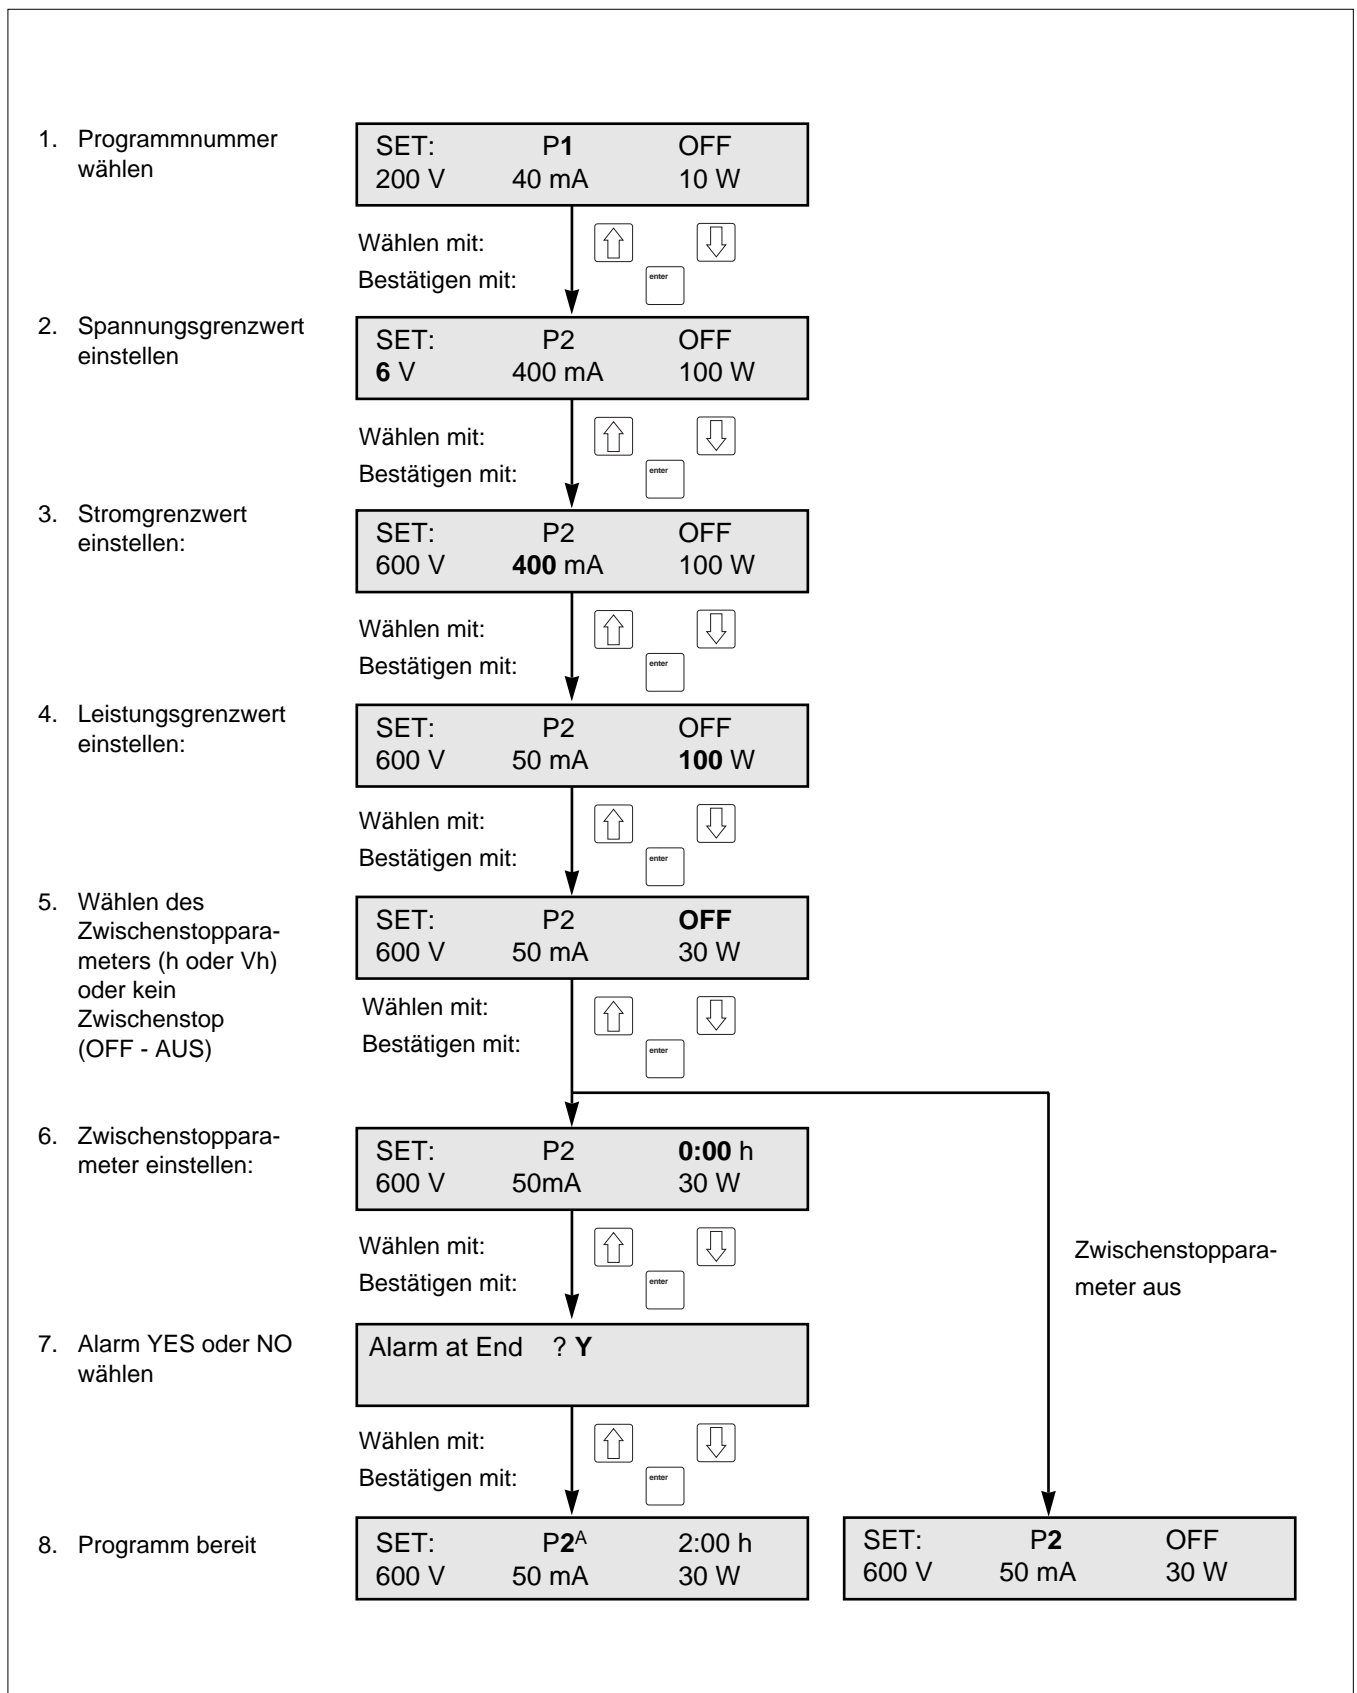 1. Programmnummer
wählen
SET: P1 OFF
200 V 40 mA 10 W
Wählen mit:
Bestätigen mit:
enter
2. Spannungsgrenzwert
einstellen
SET: P2 OFF
6 V 400 mA 100 W
Wählen mit:
Bestätigen mit:
enter
3. Stromgrenzwert
einstellen:
SET: P2 OFF
600 V 400 mA 100 W
Wählen mit:
Bestätigen mit:
enter
4. Leistungsgrenzwert
einstellen:
SET: P2 OFF
600 V 50 mA 100 W
Wählen mit:
Bestätigen mit:
enter
5. Wählen des
Zwischenstoppara-
meters (h oder Vh)
oder kein
Zwischenstop
(OFF - AUS)
SET: P2 OFF
600 V 50 mA 30 W
Wählen mit:
Bestätigen mit:
enter
6. Zwischenstoppara-
meter einstellen:
SET: P2 0:00 h
600 V 50mA 30 W
Wählen mit:
Bestätigen mit:
enter
Zwischenstoppara-
meter aus
7. Alarm YES oder NO
wählen
Alarm at End ? Y
Wählen mit:
Bestätigen mit:
enter
8. Programm bereit
SET: P2ᴬ 2:00 h
600 V 50 mA 30 W
SET: P2 OFF
600 V 50 mA 30 W